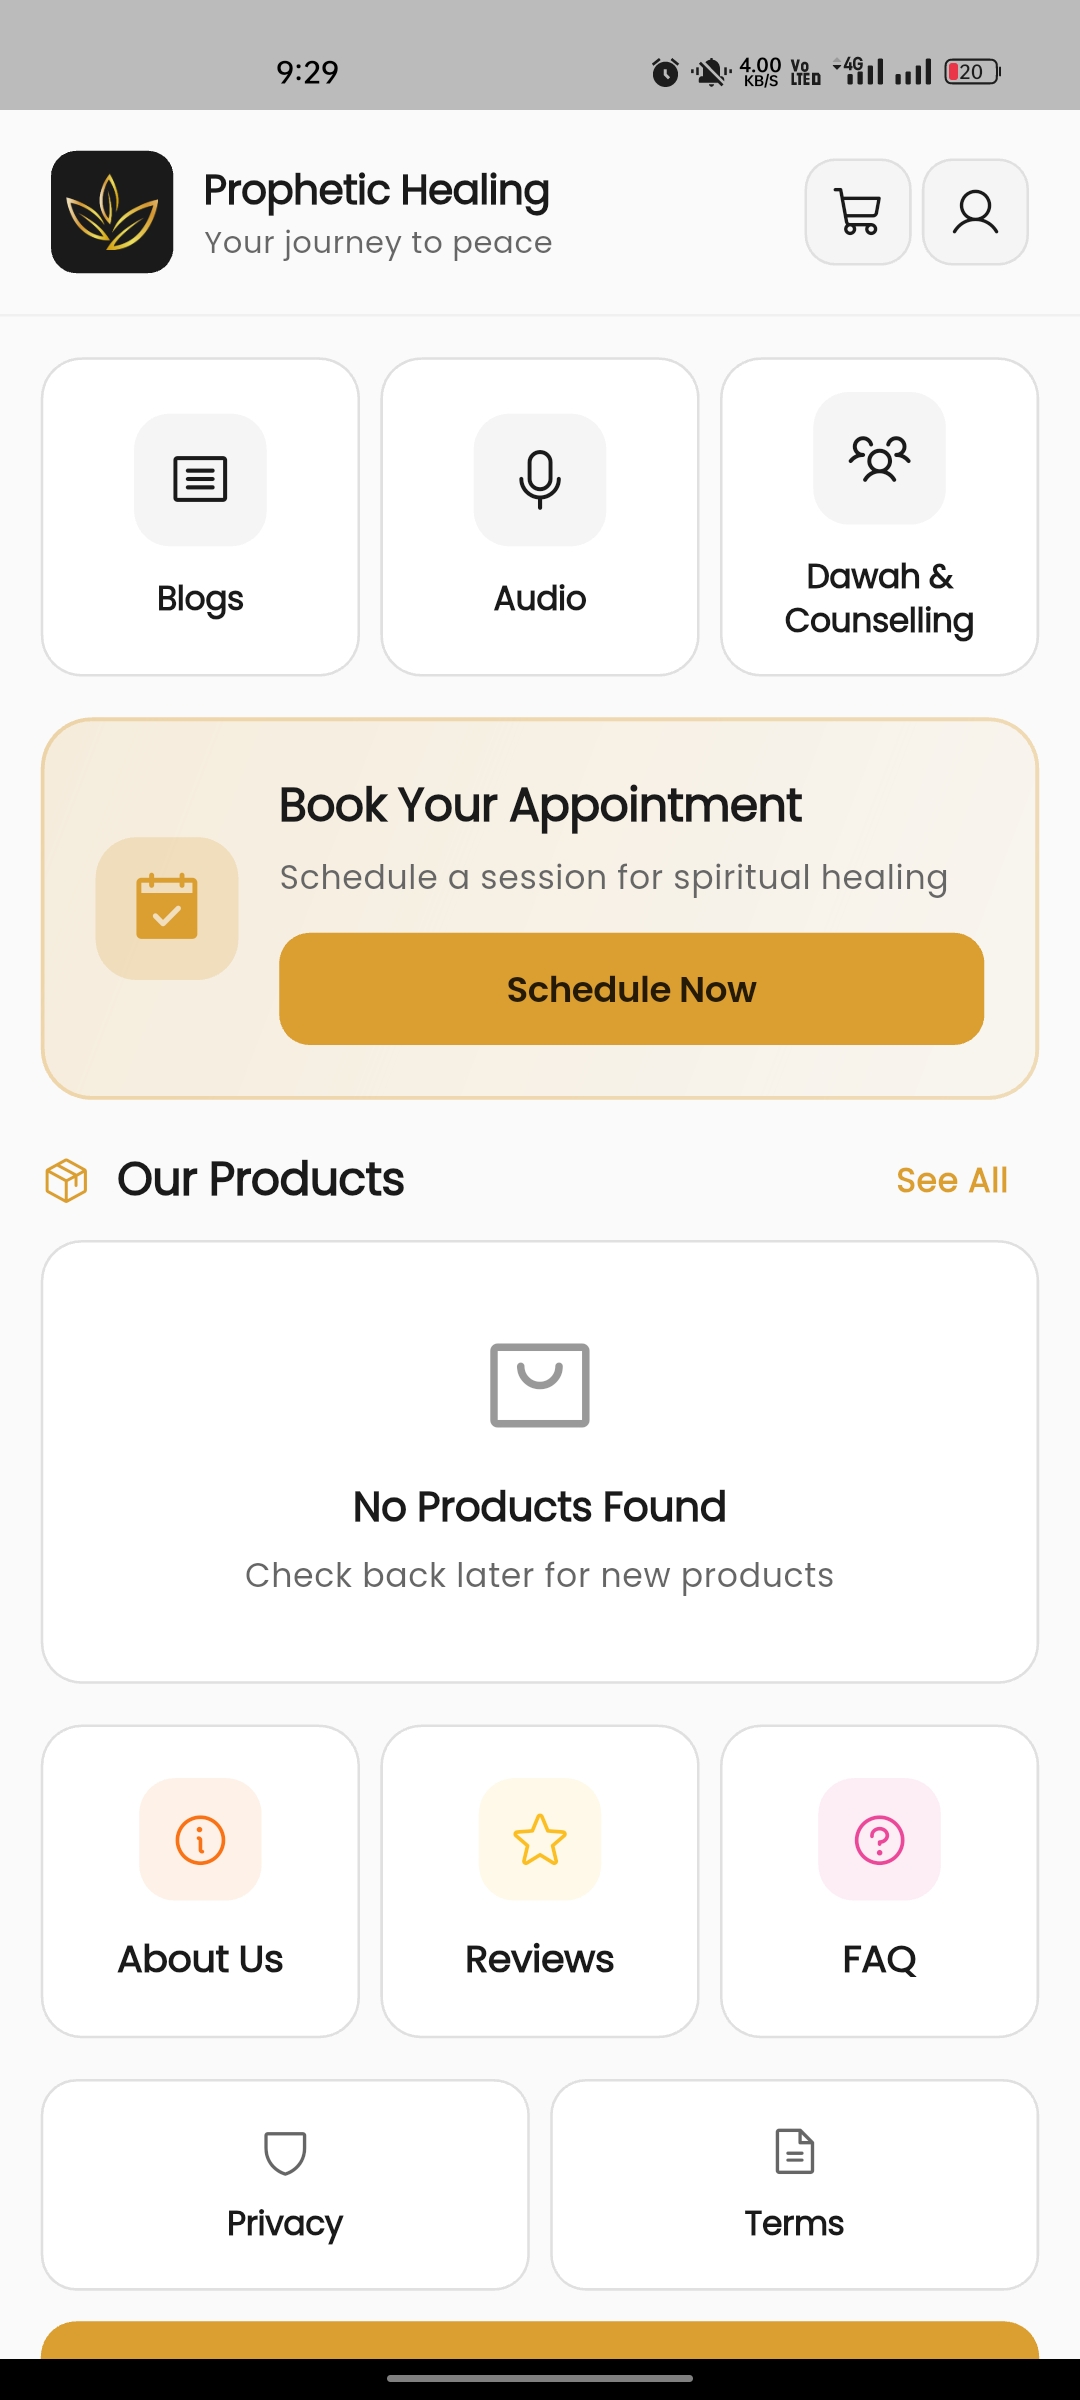 9:29
4.00
KB/S
Vo
LTE
4G
20
Prophetic Healing
Your journey to peace
Blogs
Audio
Dawah &
Counselling
Book Your Appointment
Schedule a session for spiritual healing
Schedule Now
Our Products
See All
No Products Found
Check back later for new products
About Us
Reviews
FAQ
Privacy
Terms